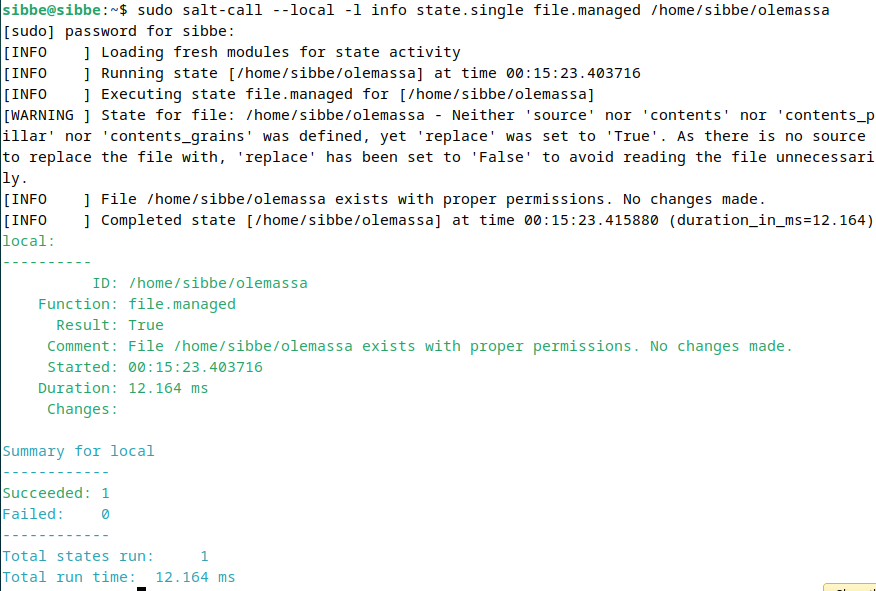 sibbe@sibbe:~$ sudo salt-call --local -l info state.single file.managed /home/sibbe/olemassa
[sudo] password for sibbe:
[INFO    ] Loading fresh modules for state activity
[INFO    ] Running state [/home/sibbe/olemassa] at time 00:15:23.403716
[INFO    ] Executing state file.managed for [/home/sibbe/olemassa]
[WARNING ] State for file: /home/sibbe/olemassa - Neither 'source' nor 'contents' nor 'contents_p
illar' nor 'contents_grains' was defined, yet 'replace' was set to 'True'. As there is no source
to replace the file with, 'replace' has been set to 'False' to avoid reading the file unnecessari
ly.
[INFO    ] File /home/sibbe/olemassa exists with proper permissions. No changes made.
[INFO    ] Completed state [/home/sibbe/olemassa] at time 00:15:23.415880 (duration_in_ms=12.164)
local:
----------
          ID: /home/sibbe/olemassa
    Function: file.managed
      Result: True
     Comment: File /home/sibbe/olemassa exists with proper permissions. No changes made.
     Started: 00:15:23.403716
    Duration: 12.164 ms
     Changes:

Summary for local
------------
Succeeded: 1
Failed:    0
------------
Total states run:     1
Total run time:  12.164 ms